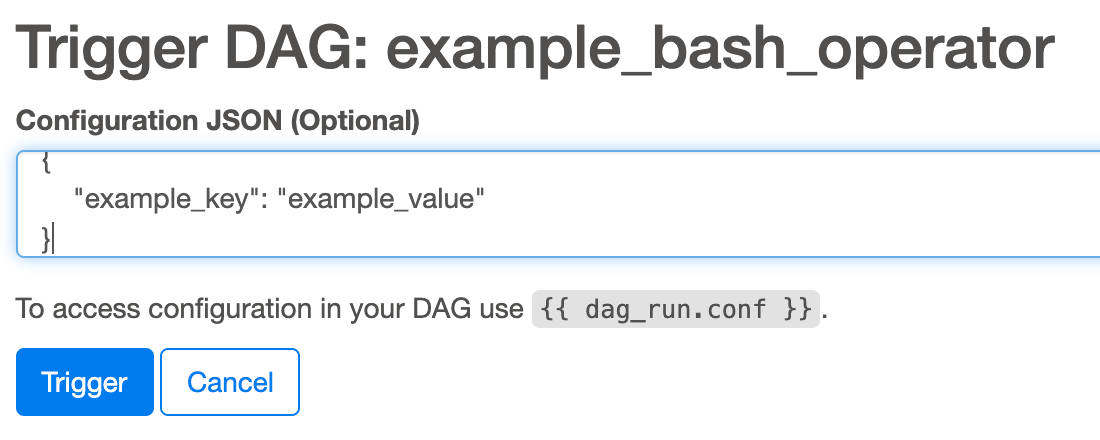 Trigger DAG: example_bash_operator
Configuration JSON (Optional)
{
"example_key": "example_value"
}
To access configuration in your DAG use {{ dag_run.conf }}.
Trigger Cancel